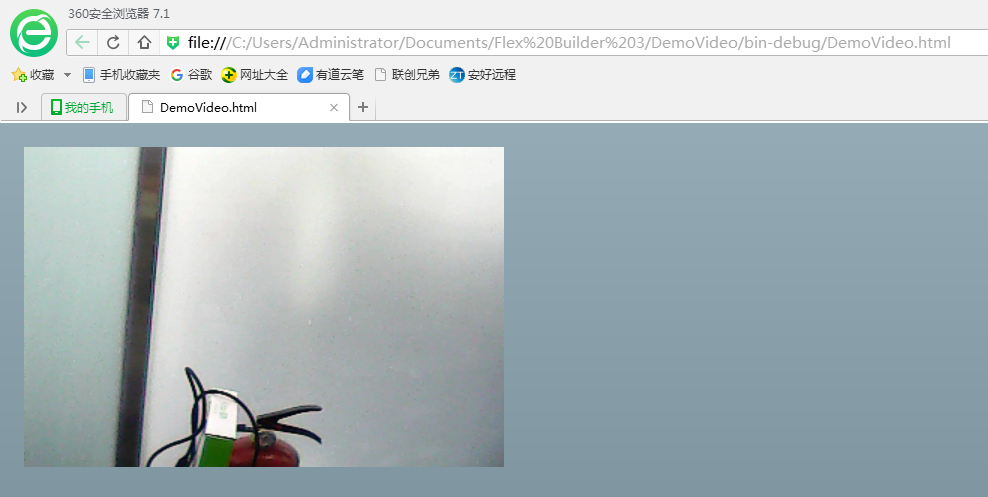 360安全浏览器 7.1
file:///C:/Users/Administrator/Documents/Flex%20Builder%203/DemoVideo/bin-debug/DemoVideo.html
收藏 手机收藏夹 谷歌 网址大全 有道云笔 联创兄弟 安好远程
我的手机 DemoVideo.html